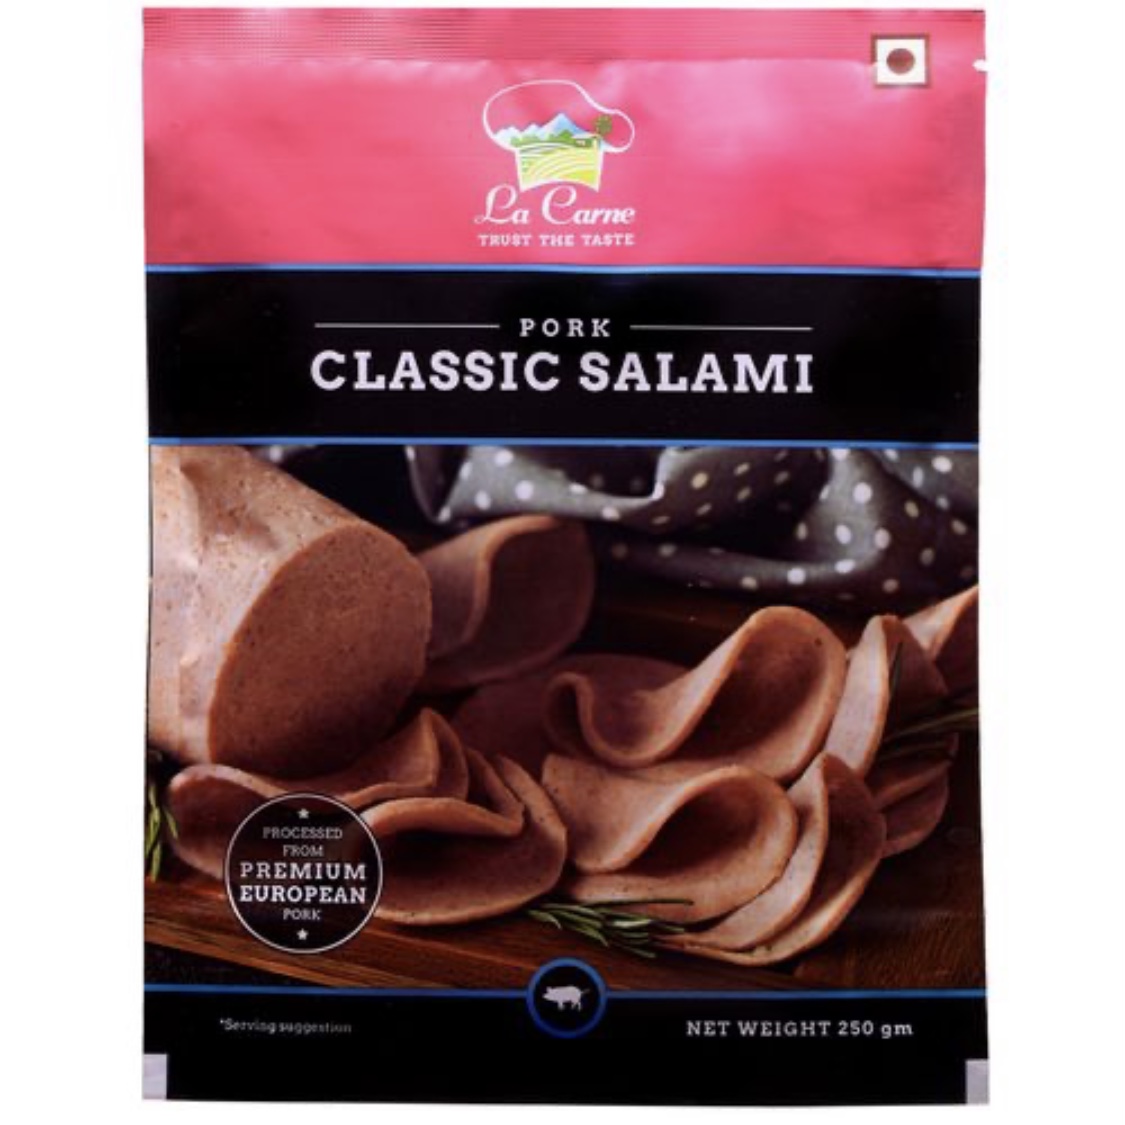 La Carne
TRUST THE TASTE
PORK
CLASSIC SALAMI
★
PROCESSED
FROM
PREMIUM
EUROPEAN
PORK
★
*Serving suggestion
NET WEIGHT 250 gm